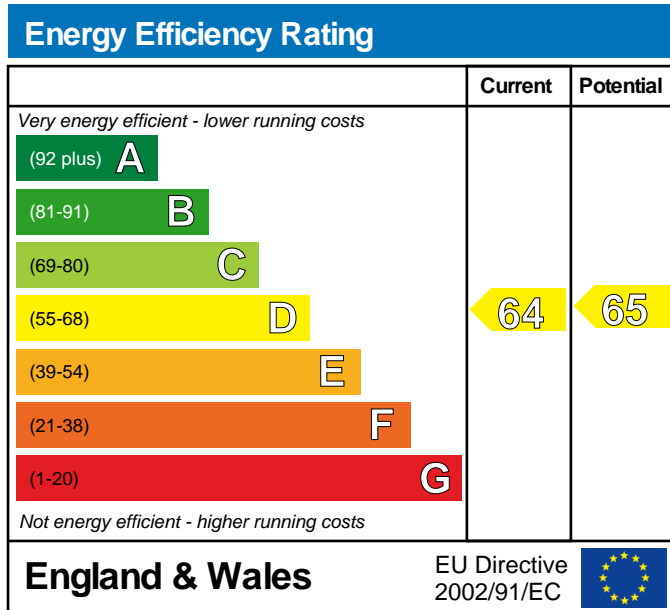 Energy Efficiency Rating
Current Potential
Very energy efficient - lower running costs
(92 plus) A
(81-91) B
(69-80) C
(55-68) D 64 65
(39-54) E
(21-38) F
(1-20) G
Not energy efficient - higher running costs
England & Wales
EU Directive
2002/91/EC